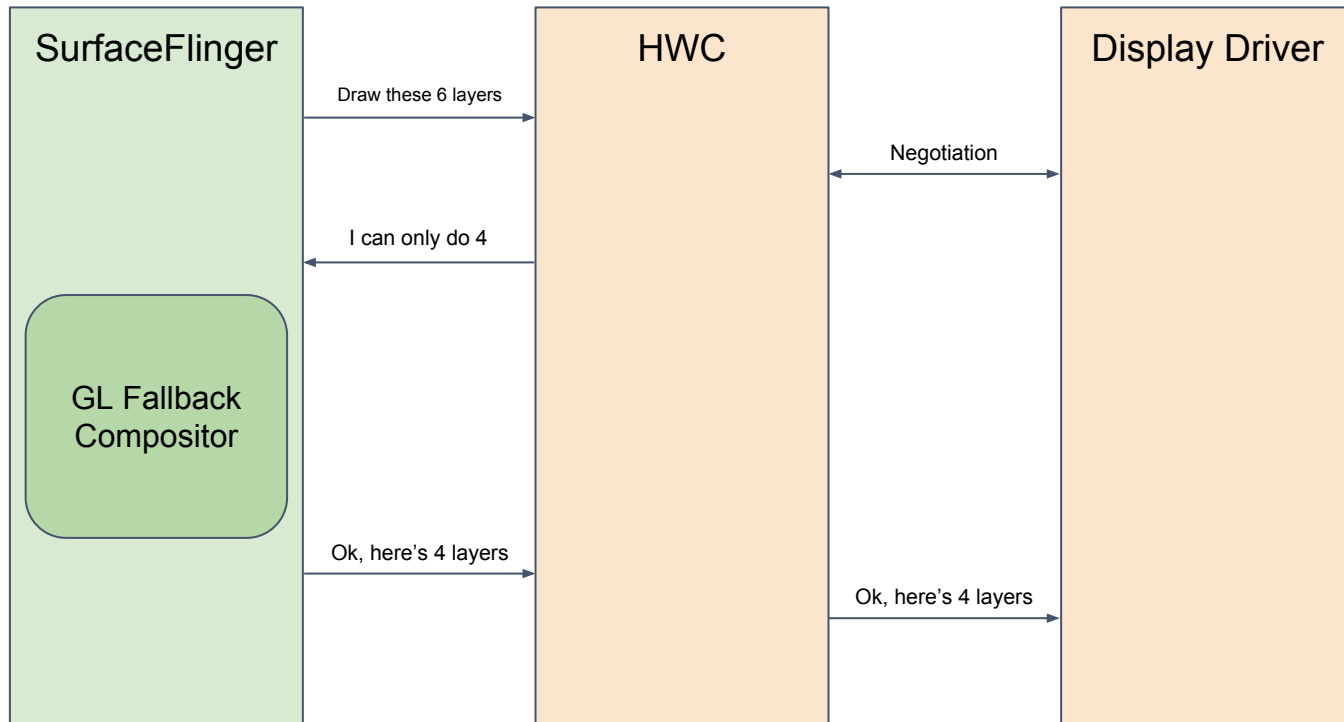 SurfaceFlinger
HWC
Display Driver
Draw these 6 layers
Negotiation
I can only do 4
GL Fallback
Compositor
Ok, here’s 4 layers
Ok, here’s 4 layers